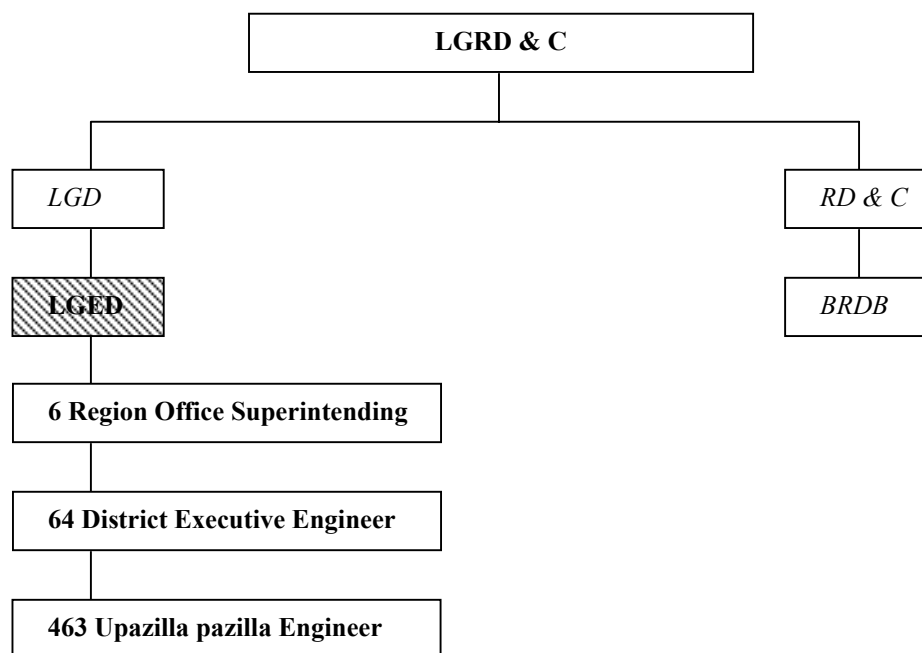 LGRD & C
LGD
RD & C
LGED
BRDB
6 Region Office Superintending
64 District Executive Engineer
463 Upazilla pazilla Engineer